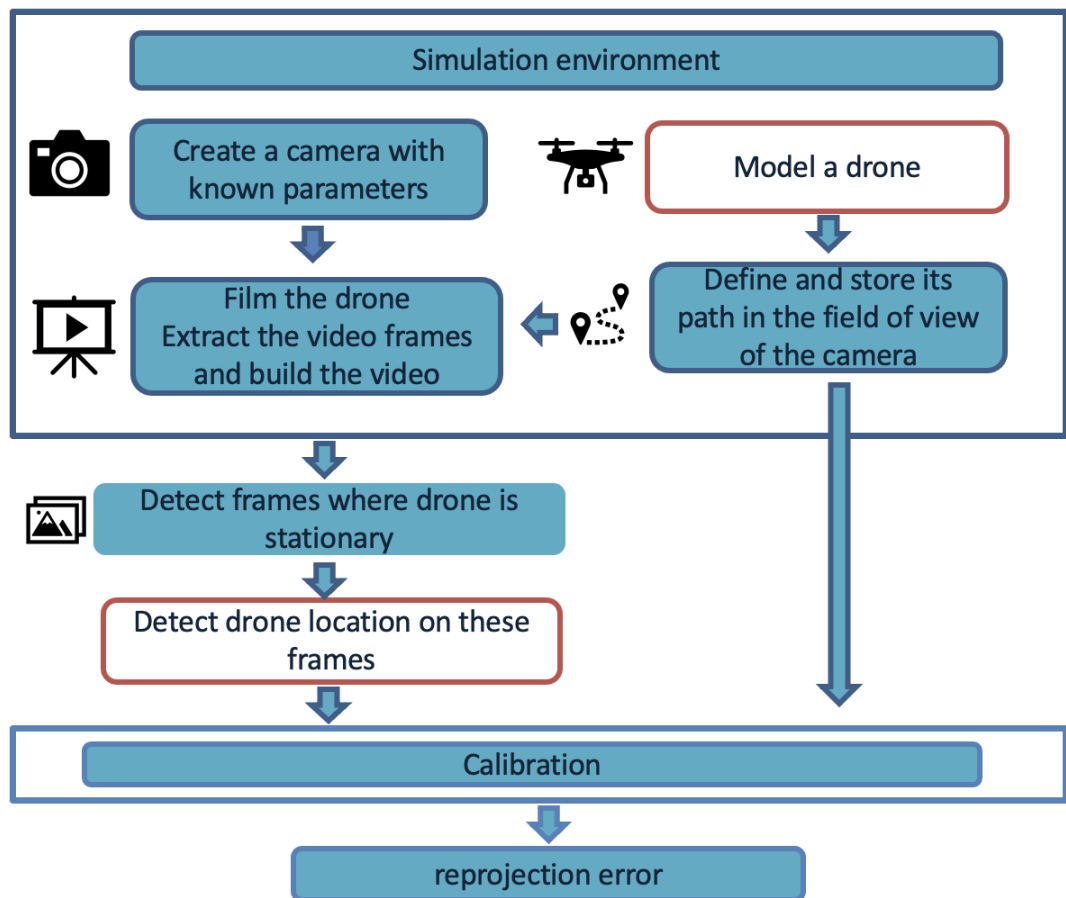 Simulation environment
Create a camera with
known parameters
Model a drone
Film the drone
Extract the video frames
and build the video
Define and store its
path in the field of view
of the camera
Detect frames where drone is
stationary
Detect drone location on these
frames
Calibration
reprojection error